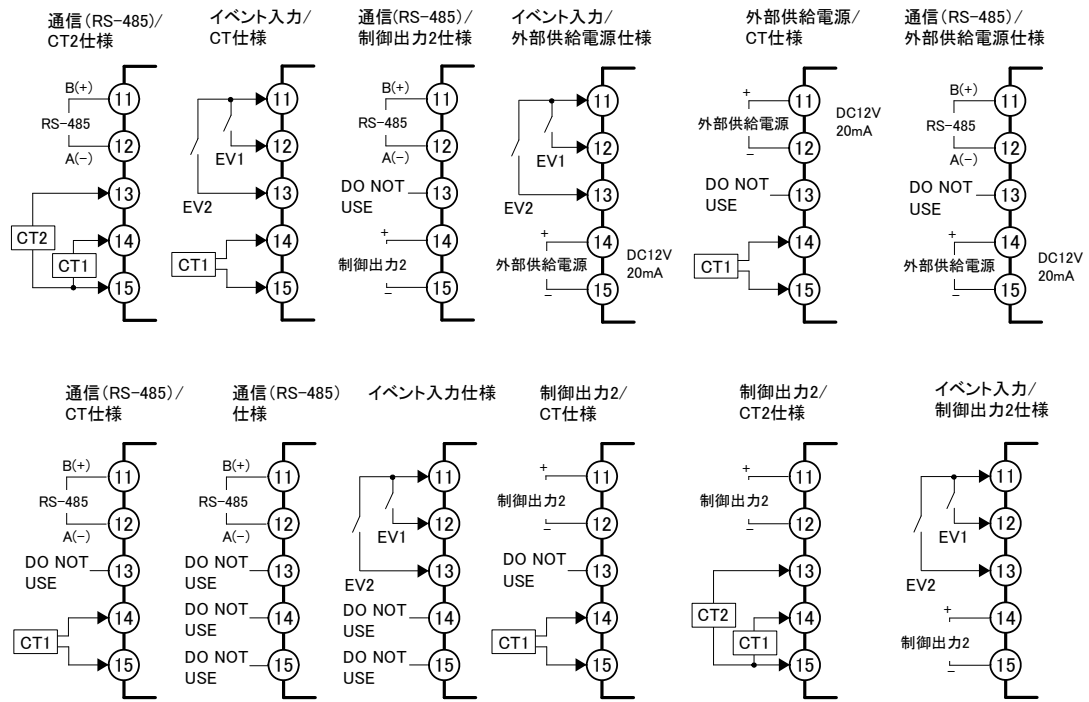 通信(RS-485)/
CT2仕様
B(+)
11
RS-485
12
A(-)
13
CT2
14
CT1
15
イベント入力/
CT仕様
11
12
EV1
13
EV2
14
CT1
15
通信(RS-485)/
制御出力2仕様
B(+)
11
RS-485
12
A(-)
DO NOT
USE
13
+
14
制御出力2
15
−
イベント入力/
外部供給電源仕様
11
12
EV1
13
EV2
+
14
DC12V
20mA
外部供給電源
15
−
外部供給電源/
CT仕様
+
11
DC12V
20mA
外部供給電源
12
−
DO NOT
USE
13
14
CT1
15
通信(RS-485)/
外部供給電源仕様
B(+)
11
RS-485
12
A(-)
DO NOT
USE
13
+
14
DC12V
20mA
外部供給電源
15
−
通信(RS-485)/
CT仕様
B(+)
11
RS-485
12
A(-)
DO NOT
USE
13
14
CT1
15
通信(RS-485)
仕様
B(+)
11
RS-485
12
A(-)
DO NOT
USE
13
DO NOT
USE
14
DO NOT
USE
15
イベント入力仕様
11
12
EV1
13
EV2
DO NOT
USE
14
DO NOT
USE
15
制御出力2/
CT仕様
+
11
制御出力2
12
−
DO NOT
USE
13
14
CT1
15
制御出力2/
CT2仕様
+
11
制御出力2
12
−
13
CT2
14
CT1
15
イベント入力/
制御出力2仕様
11
12
EV1
13
EV2
+
14
制御出力2
15
−